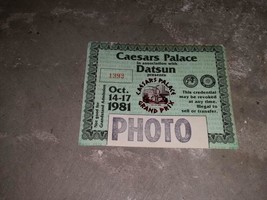 Caesars Palace
in association with
Datsun
presents
1393
Oct.
14-17
1981
CAESARS PALACE
GRAND PRIX
This credential
may be revoked
at any time.
Illegal to
sell or transfer.
PHOTO